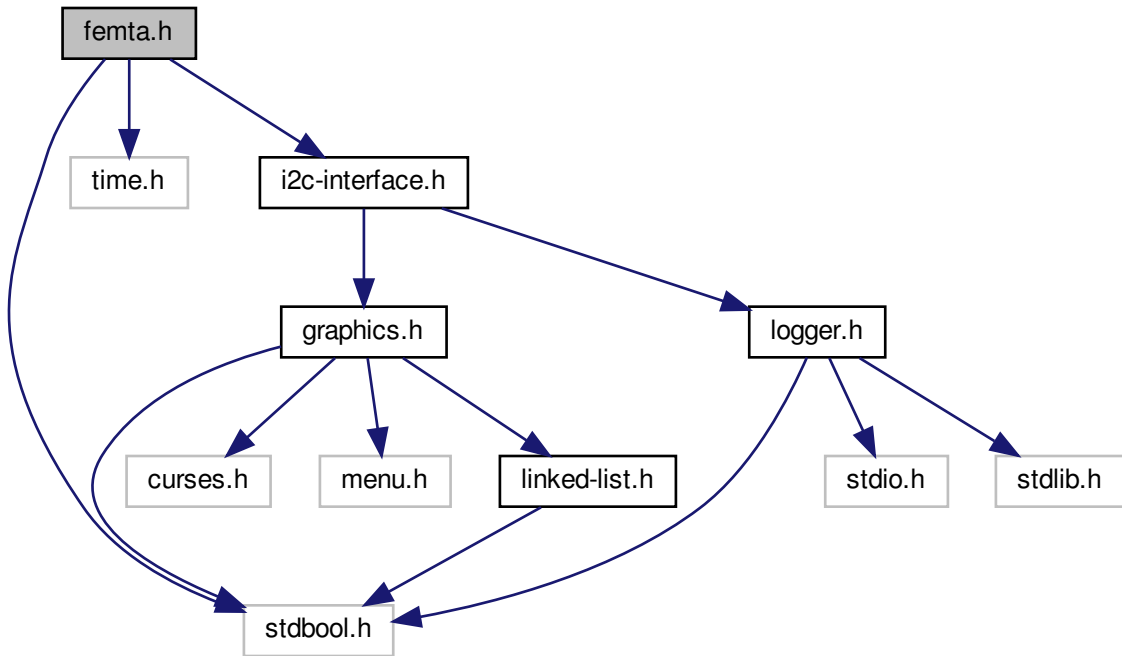 femta.h
time.h
i2c-interface.h
graphics.h
logger.h
curses.h
menu.h
linked-list.h
stdio.h
stdlib.h
stdbool.h